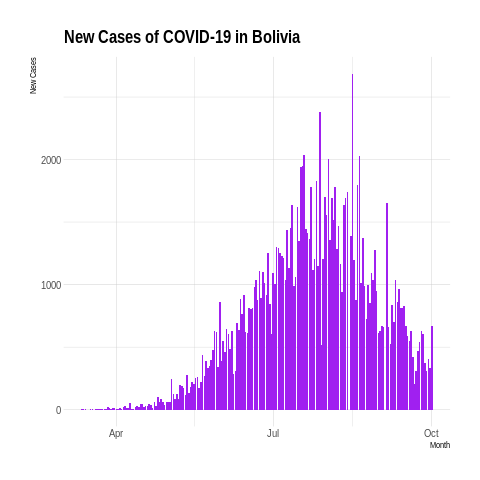 New Cases of COVID-19 in Bolivia
New Cases
2000
1000
0
Apr
Jul
Oct
Month